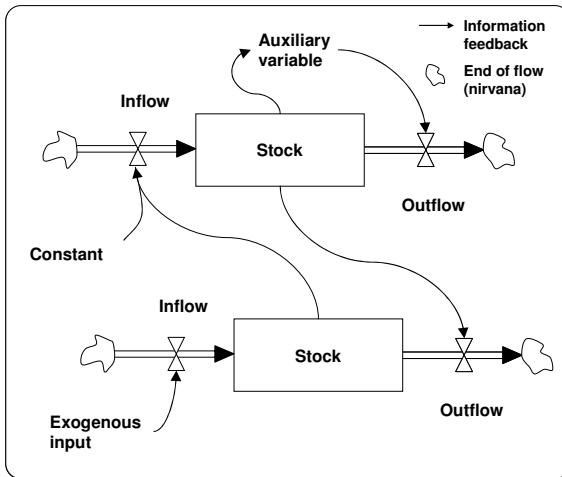 Auxiliary
variable
Information
feedback
End of flow
(nirvana)
Inflow
Stock
Outflow
Constant
Inflow
Stock
Outflow
Exogenous
input